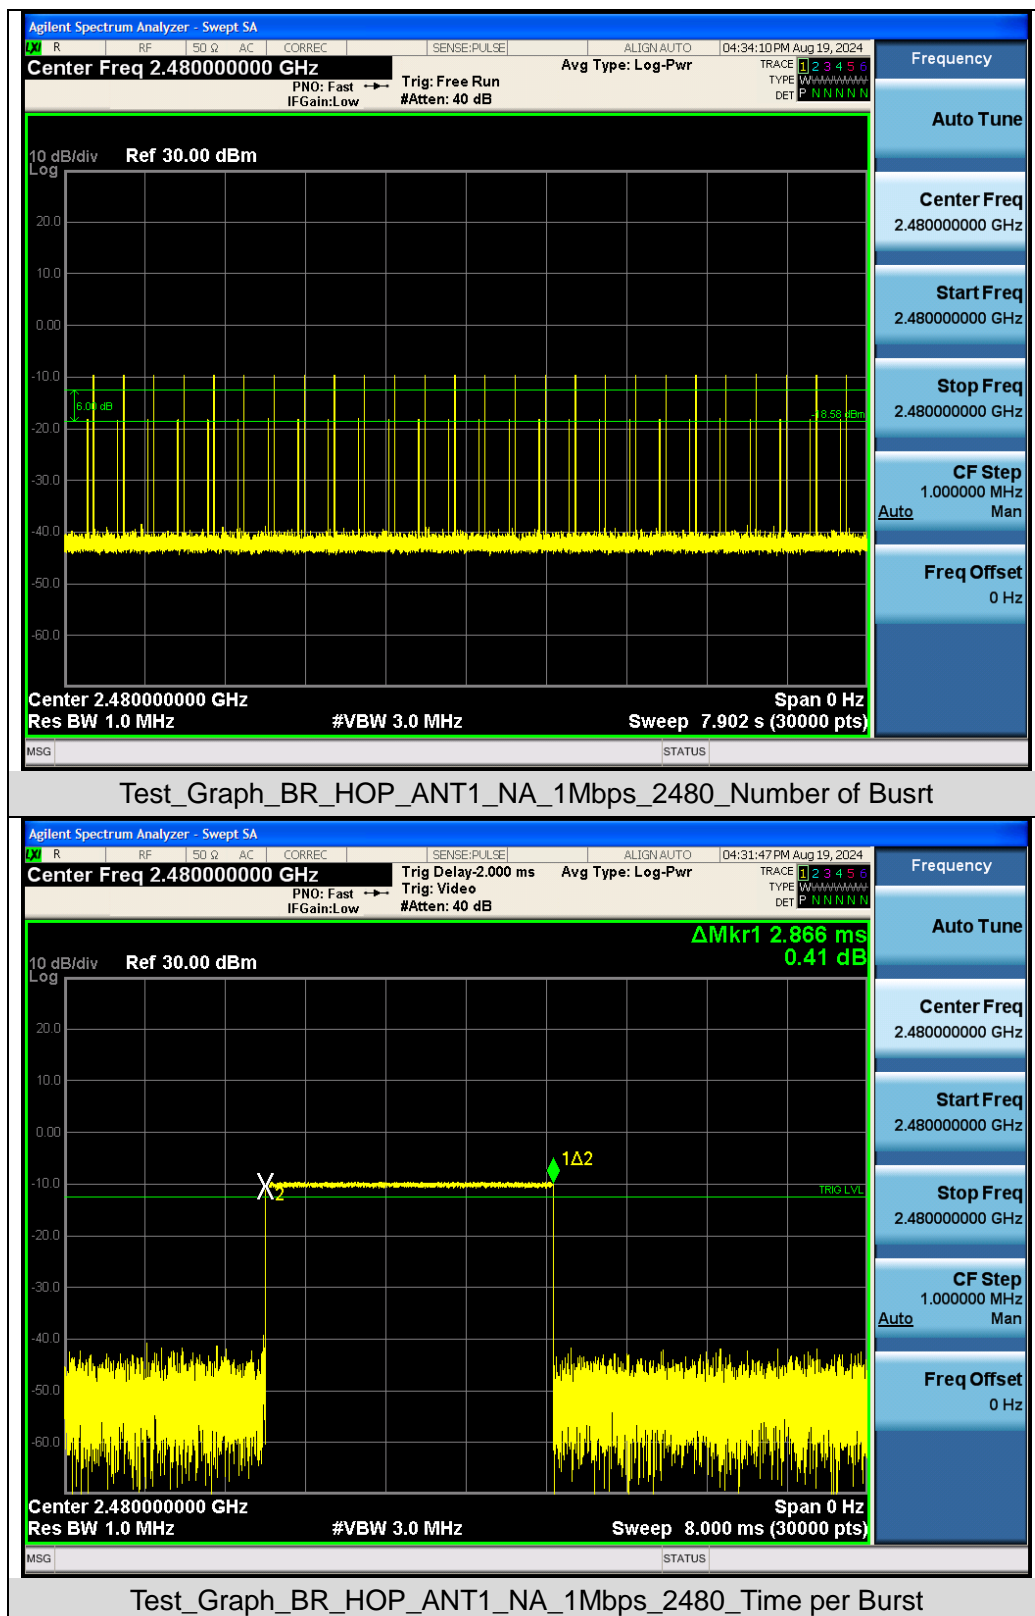 Agilent Spectrum Analyzer - Swept SA
LXI R RF 50 Ω AC CORREC SENSE:PULSE ALIGN AUTO 04:34:10 PM Aug 19, 2024
Center Freq 2.480000000 GHz
PNO: Fast
IFGain:Low
Trig: Free Run
#Atten: 40 dB
Avg Type: Log-Pwr
TRACE 1 2 3 4 5 6
TYPE
DET P N N N N N
10 dB/div Ref 30.00 dBm
Log
20.0
10.0
0.00
-10.0
6.00 dB
-18.58 dBm
-20.0
-30.0
-40.0
-50.0
-60.0
Center 2.480000000 GHz Span 0 Hz
Res BW 1.0 MHz #VBW 3.0 MHz Sweep 7.902 s (30000 pts)
MSG STATUS
Frequency
Auto Tune
Center Freq
2.480000000 GHz
Start Freq
2.480000000 GHz
Stop Freq
2.480000000 GHz
CF Step
1.000000 MHz
Auto Man
Freq Offset
0 Hz
Test_Graph_BR_HOP_ANT1_NA_1Mbps_2480_Number of Busrt
Agilent Spectrum Analyzer - Swept SA
LXI R RF 50 Ω AC CORREC SENSE:PULSE ALIGN AUTO 04:31:47 PM Aug 19, 2024
Center Freq 2.480000000 GHz
PNO: Fast
IFGain:Low
Trig Delay-2.000 ms
Trig: Video
#Atten: 40 dB
Avg Type: Log-Pwr
TRACE 1 2 3 4 5 6
TYPE
DET P N N N N N
ΔMkr1 2.866 ms
0.41 dB
10 dB/div Ref 30.00 dBm
Log
20.0
10.0
0.00
1Δ2
-10.0
2
TRIG LVL
-20.0
-30.0
-40.0
-50.0
-60.0
Center 2.480000000 GHz Span 0 Hz
Res BW 1.0 MHz #VBW 3.0 MHz Sweep 8.000 ms (30000 pts)
MSG STATUS
Frequency
Auto Tune
Center Freq
2.480000000 GHz
Start Freq
2.480000000 GHz
Stop Freq
2.480000000 GHz
CF Step
1.000000 MHz
Auto Man
Freq Offset
0 Hz
Test_Graph_BR_HOP_ANT1_NA_1Mbps_2480_Time per Burst